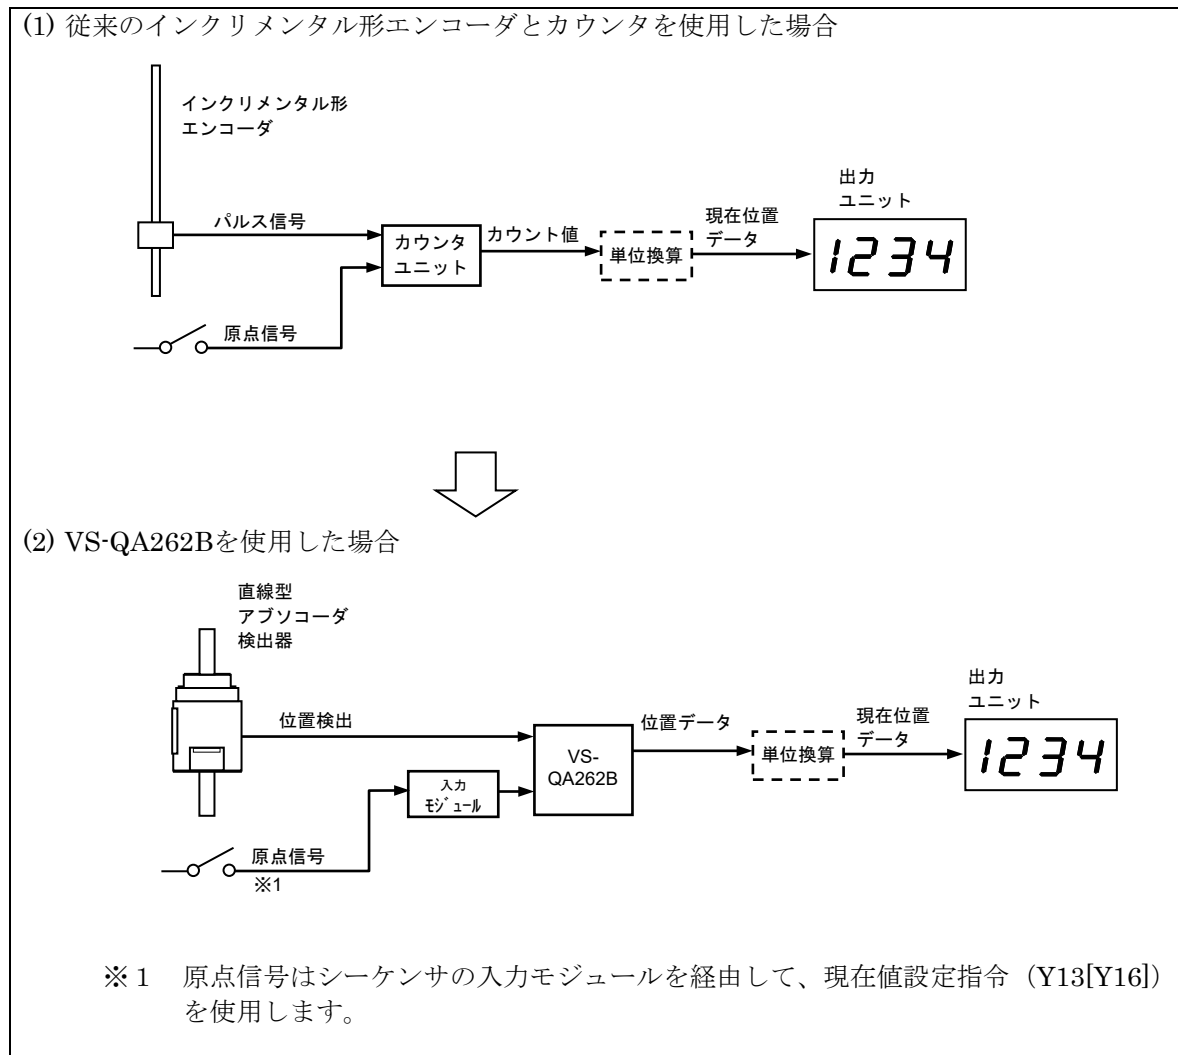 (1) 従来のインクリメンタル形エンコーダとカウンタを使用した場合
インクリメンタル形
エンコーダ
パルス信号
原点信号
カウンタ
ユニット
カウント値
単位換算
現在位置
データ
出力
ユニット
1234
(2) VS-QA262Bを使用した場合
直線型
アブソコーダ
検出器
位置検出
原点信号
※1
入力
ﾓｼﾞｭｰﾙ
VS-
QA262B
位置データ
単位換算
現在位置
データ
出力
ユニット
1234
※１ 原点信号はシーケンサの入力モジュールを経由して、現在値設定指令（Y13[Y16]）
を使用します。